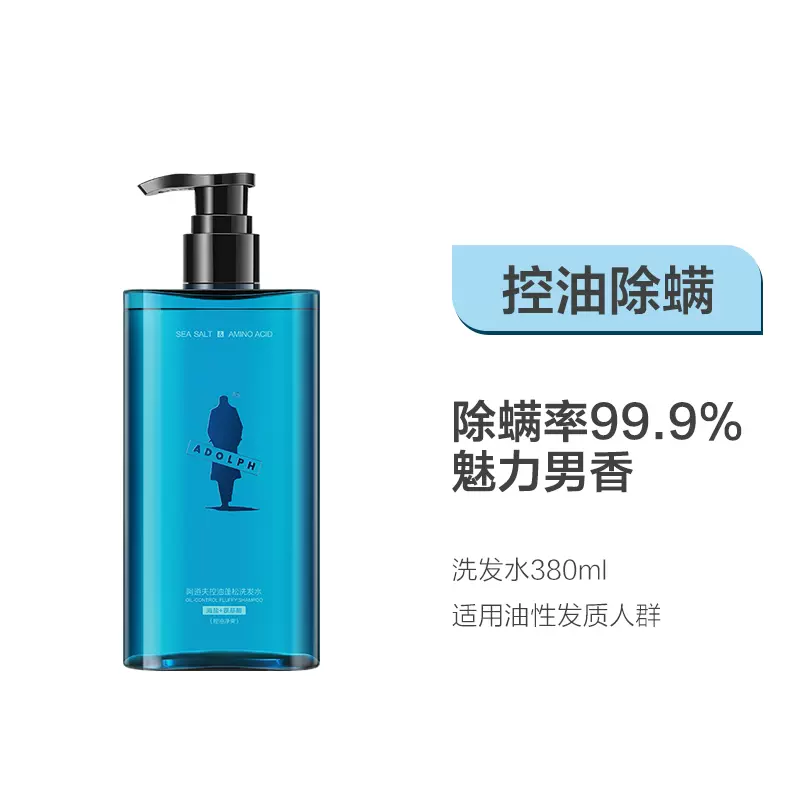 SEA SALT & AMINO ACID
ADOLPH
阿道夫控油蓬松洗发水
OIL-CONTROL FLUFFY SHAMPOO
海盐+氨基酸
(控油净爽)
控油除螨
除螨率99.9%
魅力男香
洗发水380ml
适用油性发质人群